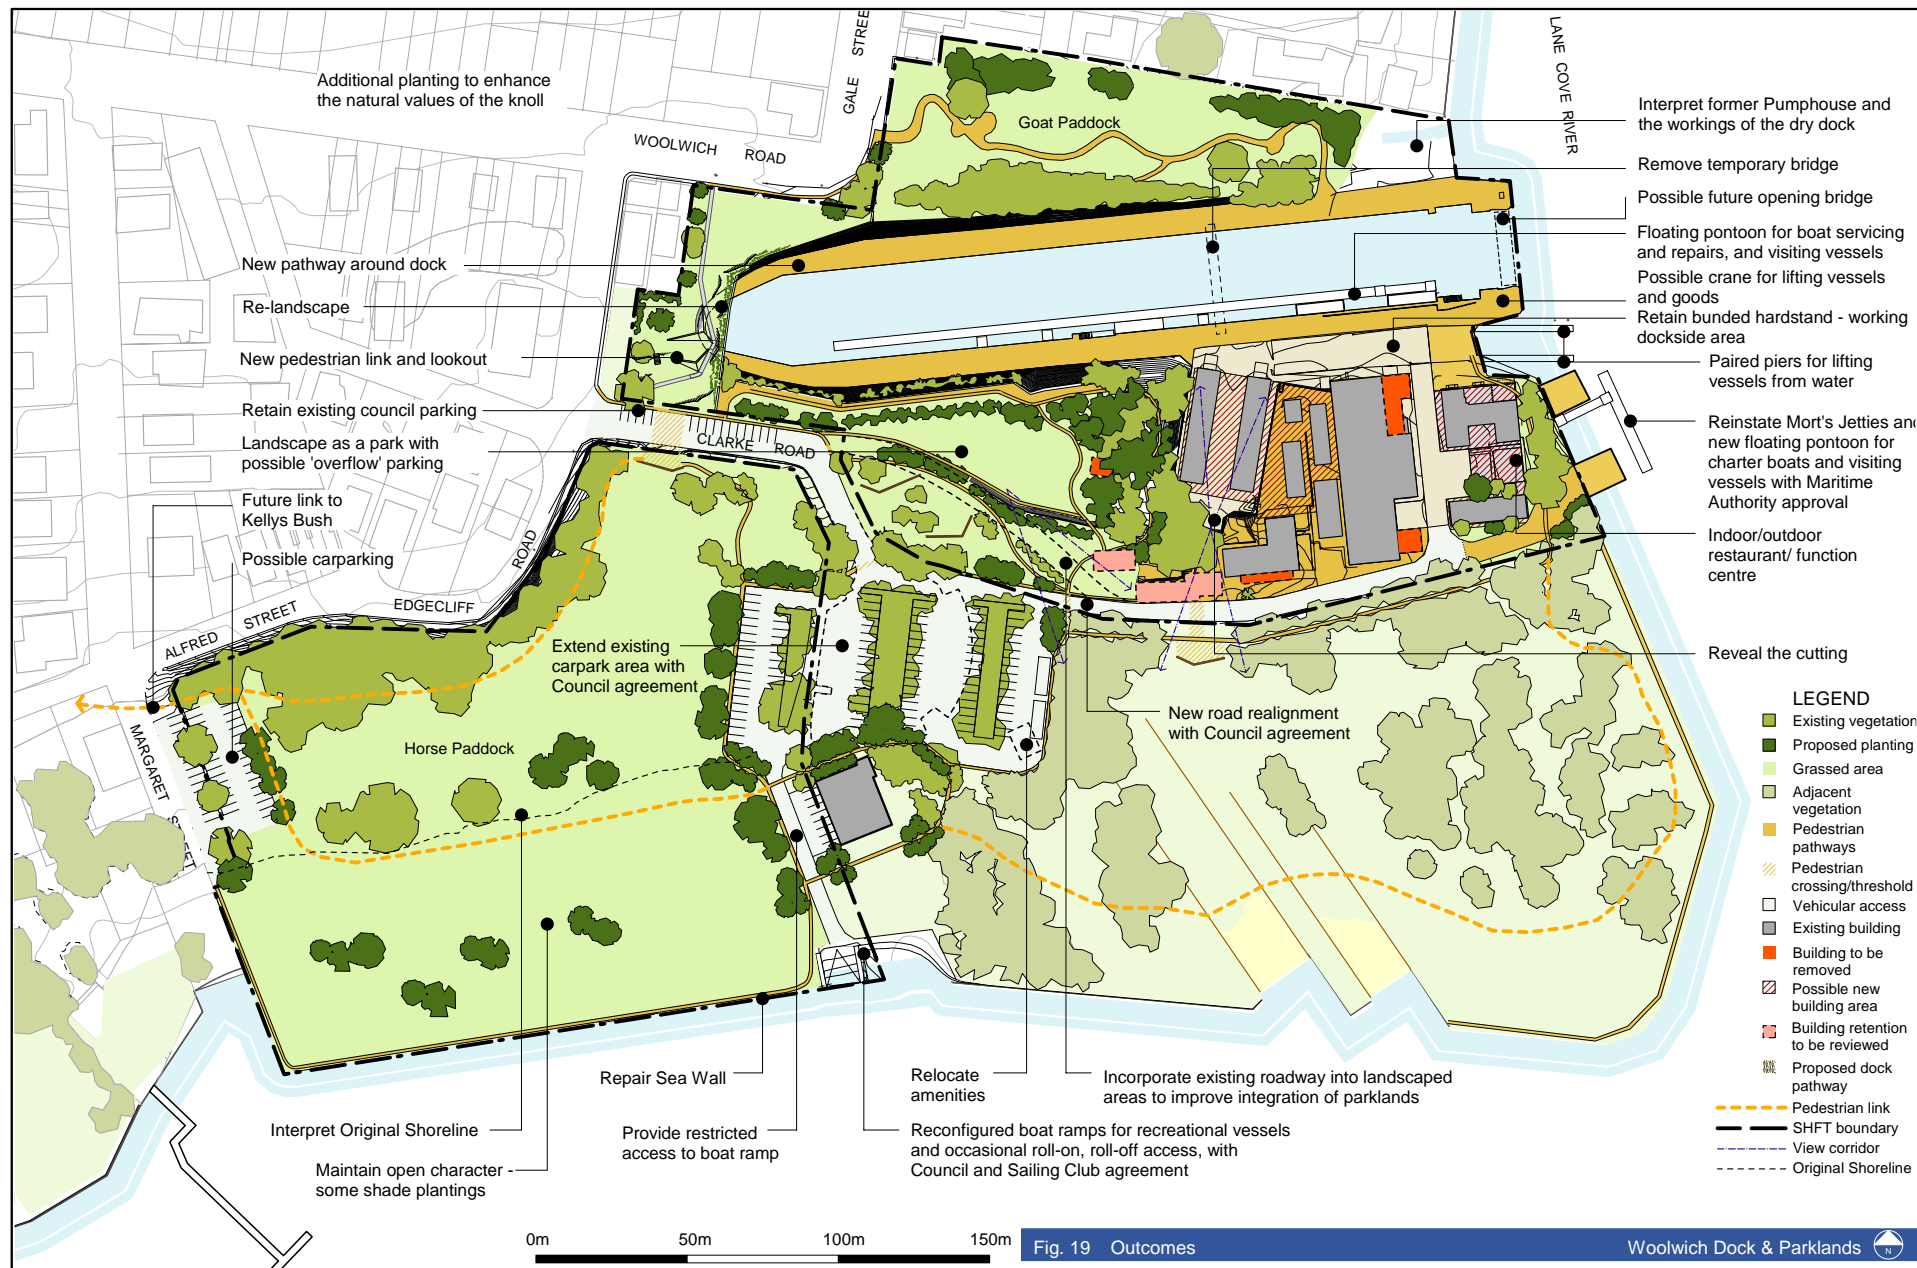 Additional planting to enhance
the natural values of the knoll
WOOLWICH ROAD
GALE STREE
Goat Paddock
LANE COVE RIVER
Interpret former Pumphouse and
the workings of the dry dock
Remove temporary bridge
Possible future opening bridge
Floating pontoon for boat servicing
and repairs, and visiting vessels
Possible crane for lifting vessels
and goods
Retain bunded hardstand - working
dockside area
Paired piers for lifting
vessels from water
Reinstate Mort's Jetties and
new floating pontoon for
charter boats and visiting
vessels with Maritime
Authority approval
Indoor/outdoor
restaurant/ function
centre
Reveal the cutting
New pathway around dock
Re-landscape
New pedestrian link and lookout
Retain existing council parking
Landscape as a park with
possible 'overflow' parking
Future link to
Kellys Bush
Possible carparking
CLARKE ROAD
ALFRED STREET
EDGECLIFF ROAD
MARGARET STREET
Extend existing
carpark area with
Council agreement
Horse Paddock
New road realignment
with Council agreement
LEGEND
Existing vegetation
Proposed planting
Grassed area
Adjacent
vegetation
Pedestrian
pathways
Pedestrian
crossing/threshold
Vehicular access
Existing building
Building to be
removed
Possible new
building area
Building retention
to be reviewed
Proposed dock
pathway
Pedestrian link
SHFT boundary
View corridor
Original Shoreline
Repair Sea Wall
Interpret Original Shoreline
Maintain open character -
some shade plantings
Provide restricted
access to boat ramp
Relocate
amenities
Incorporate existing roadway into landscaped
areas to improve integration of parklands
Reconfigured boat ramps for recreational vessels
and occasional roll-on, roll-off access, with
Council and Sailing Club agreement
0m 50m 100m 150m
Fig. 19 Outcomes
Woolwich Dock & Parklands
N